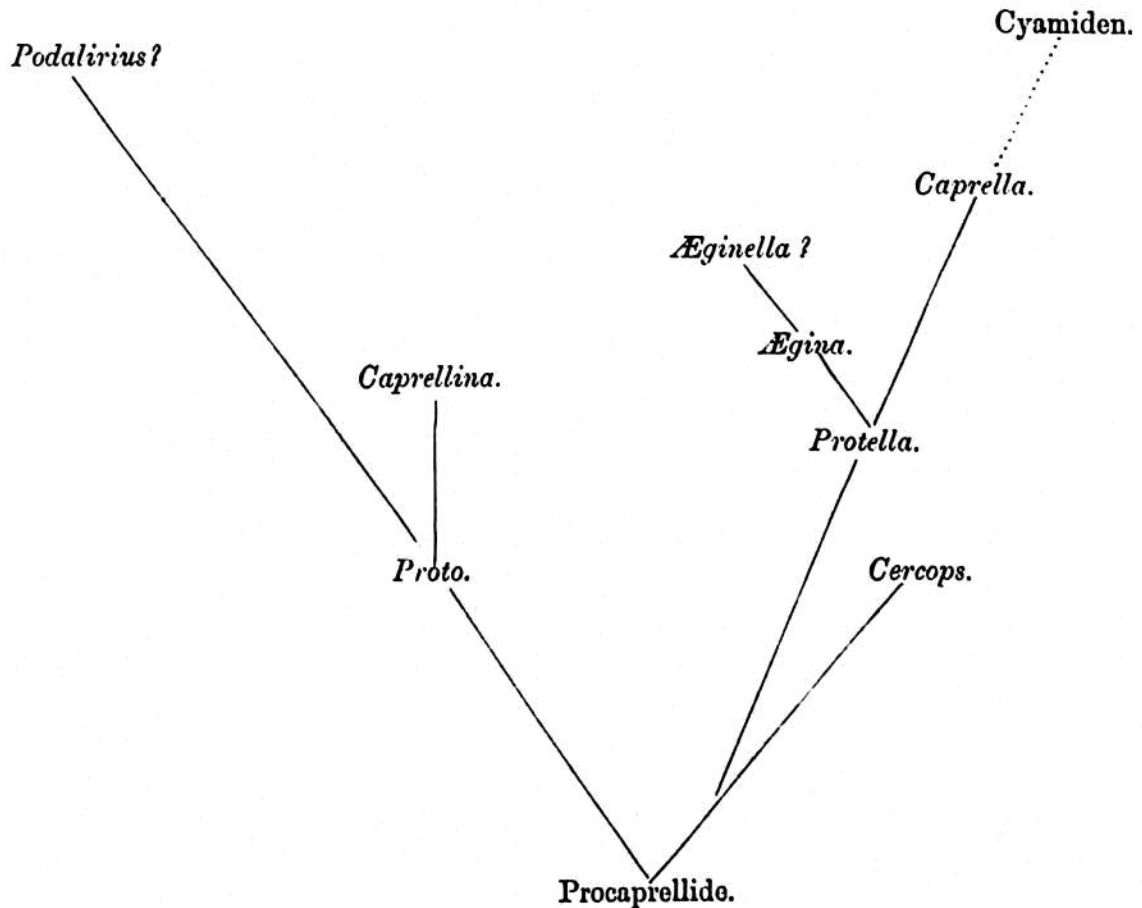 Cyamiden.
Podalirius?
Caprella.
Æginella?
Ægina.
Caprellina.
Protella.
Proto.
Cercops.
Procaprellide.